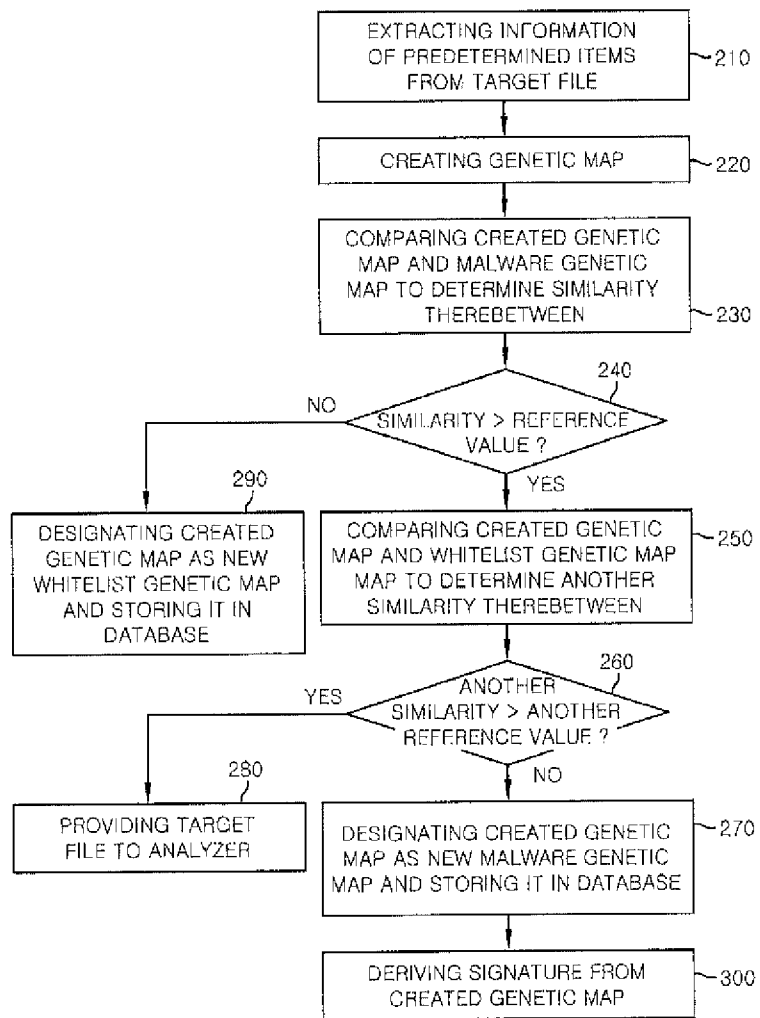 EXTRACTING INFORMATION
OF PREDETERMINED ITEMS
FROM TARGET FILE
210
CREATING GENETIC MAP
220
COMPARING CREATED GENETIC
MAP AND MALWARE GENETIC
MAP TO DETERMINE SIMILARITY
THEREBETWEEN
230
240
NO
SIMILARITY > REFERENCE
VALUE ?
YES
290
DESIGNATING CREATED
GENETIC MAP AS NEW
WHITELIST GENETIC MAP
AND STORING IT IN
DATABASE
COMPARING CREATED GENETIC
MAP AND WHITELIST GENETIC MAP
MAP TO DETERMINE ANOTHER
SIMILARITY THEREBETWEEN
250
260
YES
ANOTHER
SIMILARITY > ANOTHER
REFERENCE VALUE ?
NO
280
PROVIDING TARGET
FILE TO ANALYZER
DESIGNATING CREATED GENETIC
MAP AS NEW MALWARE GENETIC
MAP AND STORING IT IN DATABASE
270
DERIVING SIGNATURE FROM
CREATED GENETIC MAP
300